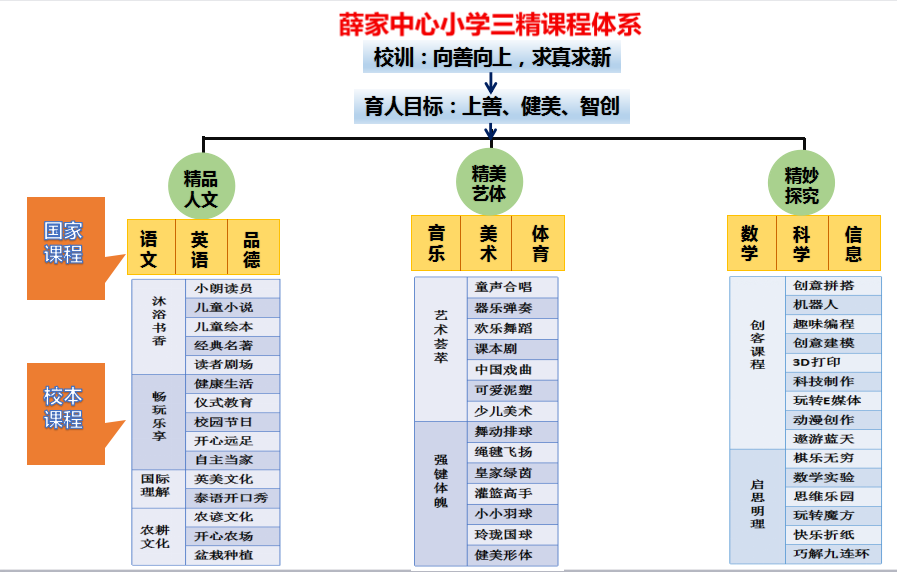 薛家中心小学三精课程体系
校训：向善向上，求真求新
育人目标：上善、健美、智创
精品
人文
精美
艺体
精妙
探究
国家
课程
语文
英语
品德
音乐
美术
体育
数学
科学
信息
校本
课程
沐浴书香
小朗读员
儿童小说
儿童绘本
经典名著
读者剧场
畅玩乐享
健康生活
仪式教育
校园节日
开心远足
自主当家
国际
理解
英美文化
泰语开口秀
农耕
文化
农谚文化
开心农场
盆栽种植
艺术荟萃
童声合唱
器乐弹奏
欢乐舞蹈
课本剧
中国戏曲
可爱泥塑
少儿美术
强键体魄
舞动排球
绳毽飞扬
皇家绿茵
灌篮高手
小小羽球
玲珑国球
健美形体
创客课程
创意拼搭
机器人
趣味编程
创意建模
3D打印
科技制作
玩转E媒体
动漫创作
遨游蓝天
启思明理
棋乐无穷
数学实验
思维乐园
玩转魔方
快乐折纸
巧解九连环